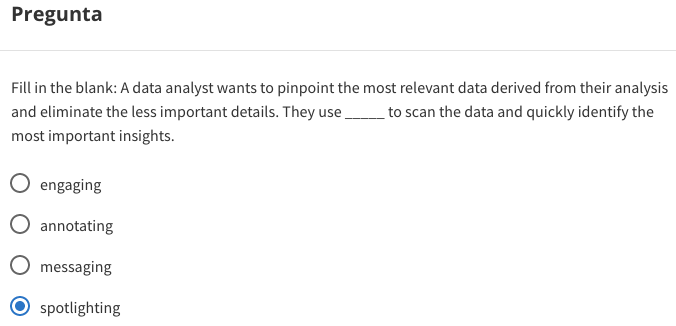 Pregunta
Fill in the blank: A data analyst wants to pinpoint the most relevant data derived from their analysis
and eliminate the less important details. They use _____ to scan the data and quickly identify the
most important insights.
engaging
annotating
messaging
spotlighting